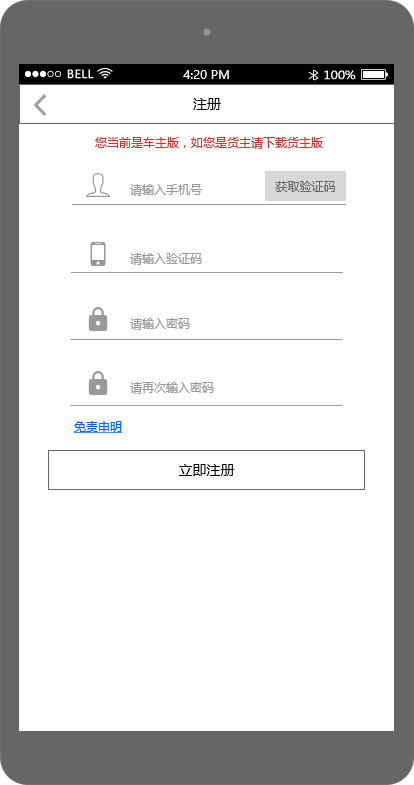 BELL 4:20 PM 100%
注册
您当前是车主版，如您是货主请下载货主版
请输入手机号 获取验证码
请输入验证码
请输入密码
请再次输入密码
免责申明
立即注册